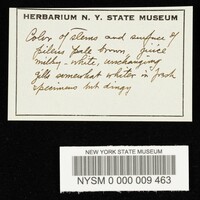 HERBARIUM N. Y. STATE MUSEUM
Color of stems and surface of
pileus pale brown juice
milky-white, unchanging
gills somewhat whiter in fresh
specimens but dingy
NEW YORK STATE MUSEUM
NYSM 0 000 009 463